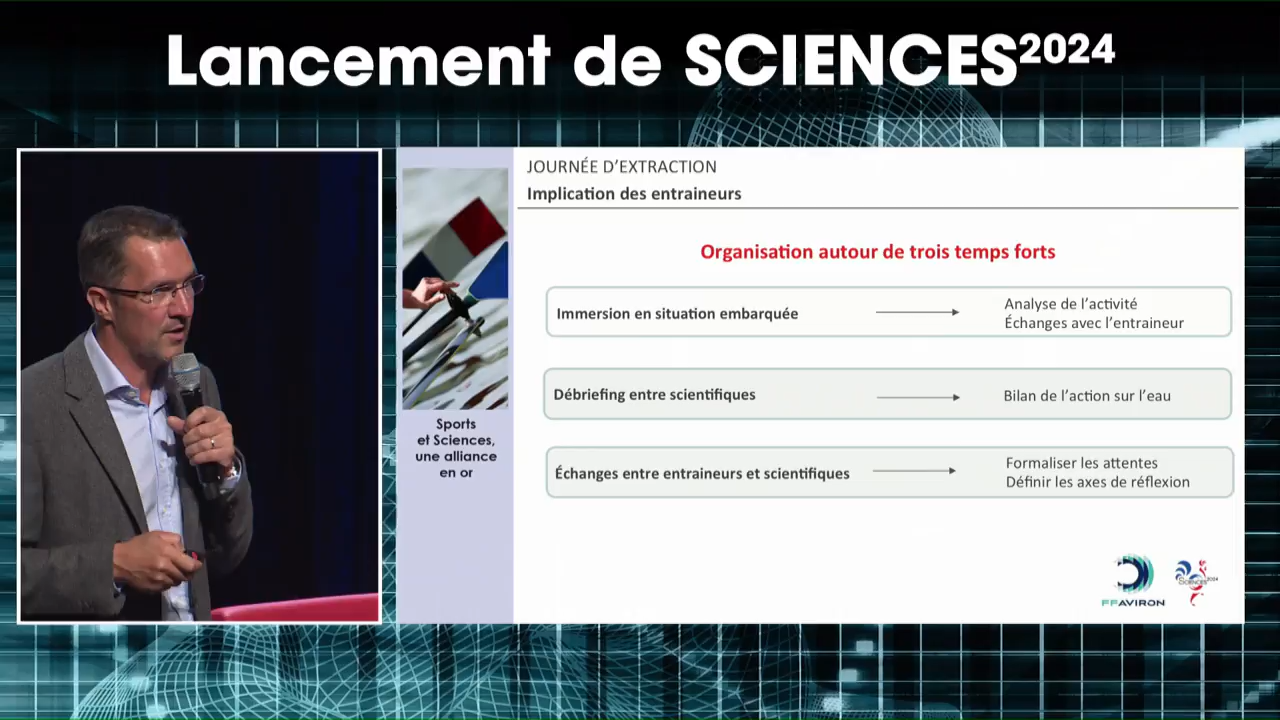 Lancement de SCIENCES²⁰²⁴
JOURNÉE D'EXTRACTION
Implication des entraineurs
Organisation autour de trois temps forts
Immersion en situation embarquée
Analyse de l'activité
Échanges avec l'entraineur
Débriefing entre scientifiques
Bilan de l'action sur l'eau
Échanges entre entraineurs et scientifiques
Formaliser les attentes
Définir les axes de réflexion
Sports
et Sciences,
une alliance
en or
FFAVIRON
SCIENCES 2024